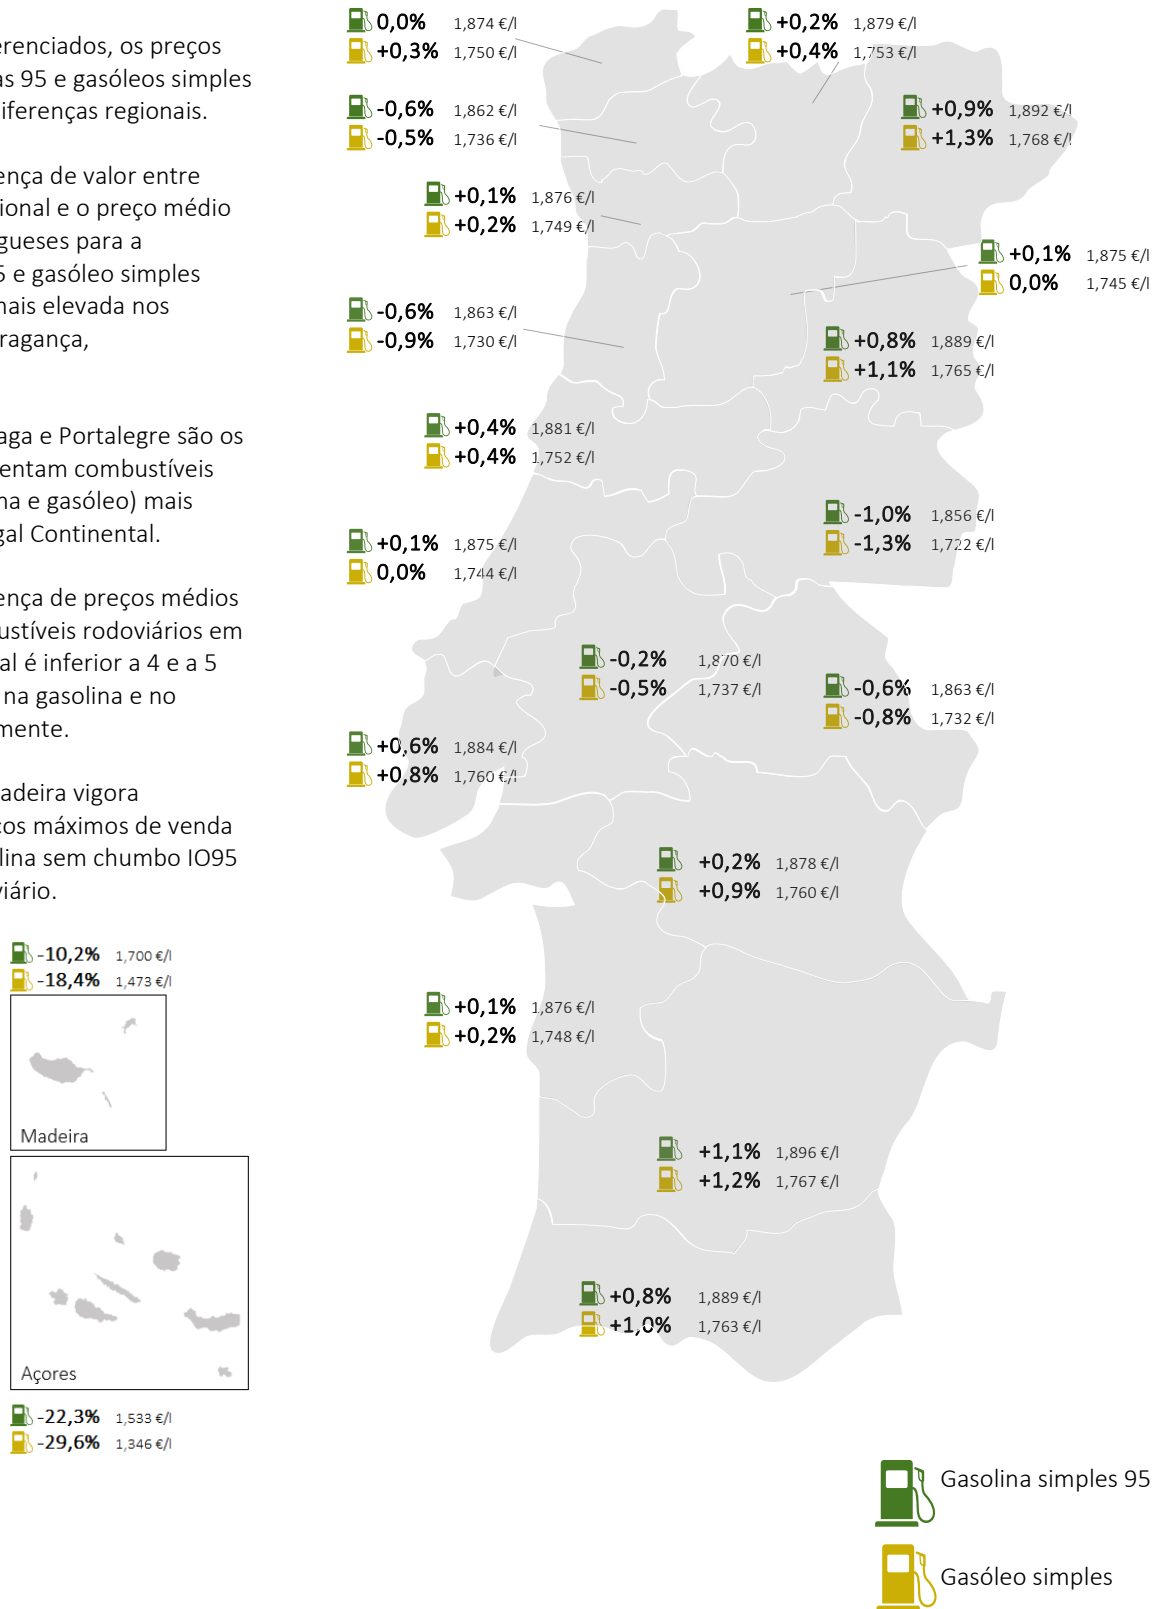 erenciados, os preços
as 95 e gasóleos simples
diferenças regionais.
ença de valor entre
ional e o preço médio
gueses para a
5 e gasóleo simples
mais elevada nos
ragança,
aga e Portalegre são os
entam combustíveis
na e gasóleo) mais
gal Continental.
ença de preços médios
bustíveis rodoviários em
al é inferior a 4 e a 5
na gasolina e no
mente.
adeira vigora
ços máximos de venda
lina sem chumbo IO95
viário.
0,0% 1,874 €/l
+0,3% 1,750 €/l
+0,2% 1,879 €/l
+0,4% 1,753 €/l
-0,6% 1,862 €/l
-0,5% 1,736 €/l
+0,9% 1,892 €/l
+1,3% 1,768 €/l
+0,1% 1,876 €/l
+0,2% 1,749 €/l
+0,1% 1,875 €/l
0,0% 1,745 €/l
-0,6% 1,863 €/l
-0,9% 1,730 €/l
+0,8% 1,889 €/l
+1,1% 1,765 €/l
+0,4% 1,881 €/l
+0,4% 1,752 €/l
-1,0% 1,856 €/l
-1,3% 1,722 €/l
+0,1% 1,875 €/l
0,0% 1,744 €/l
-0,2% 1,870 €/l
-0,5% 1,737 €/l
-0,6% 1,863 €/l
-0,8% 1,732 €/l
+0,6% 1,884 €/l
+0,8% 1,760 €/l
+0,2% 1,878 €/l
+0,9% 1,760 €/l
+0,1% 1,876 €/l
+0,2% 1,748 €/l
+1,1% 1,896 €/l
+1,2% 1,767 €/l
+0,8% 1,889 €/l
+1,0% 1,763 €/l
-10,2% 1,700 €/l
-18,4% 1,473 €/l
Madeira
Açores
-22,3% 1,533 €/l
-29,6% 1,346 €/l
Gasolina simples 95
Gasóleo simples